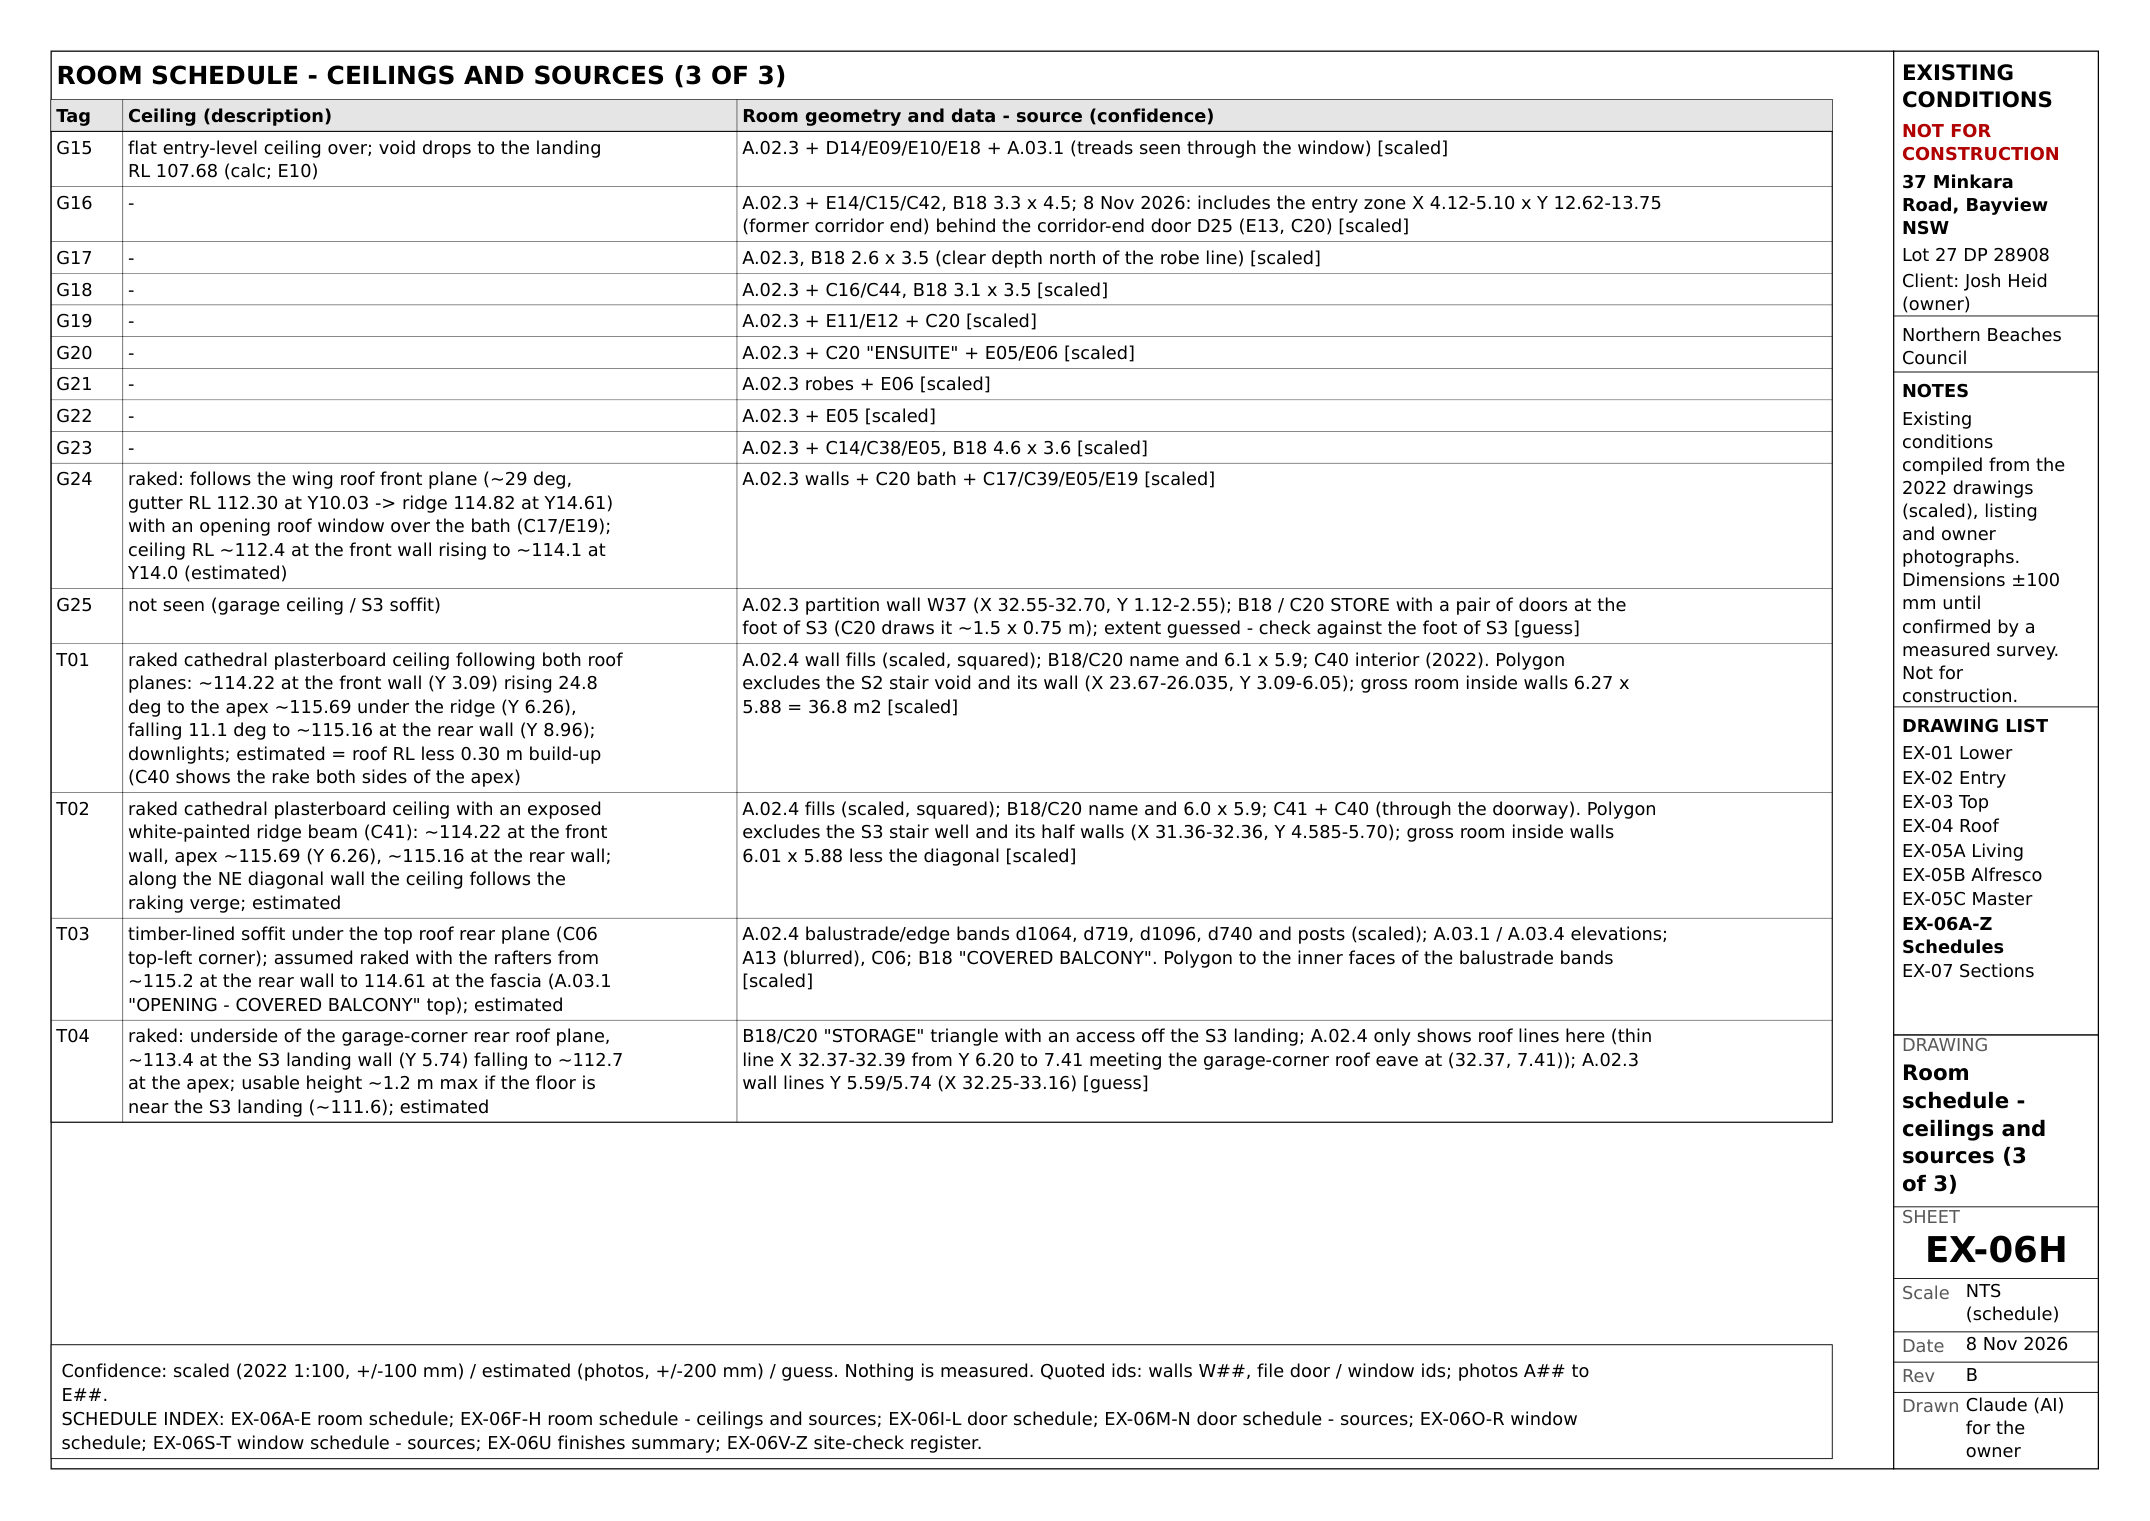 ROOM SCHEDULE - CEILINGS AND SOURCES (3 OF 3)
Tag Ceiling (description) Room geometry and data - source (confidence)
G15 flat entry-level ceiling over; void drops to the landing A.02.3 + D14/E09/E10/E18 + A.03.1 (treads seen through the window) [scaled]
RL 107.68 (calc; E10)
G16 - A.02.3 + E14/C15/C42, B18 3.3 x 4.5; 8 Nov 2026: includes the entry zone X 4.12-5.10 x Y 12.62-13.75
(former corridor end) behind the corridor-end door D25 (E13, C20) [scaled]
G17 - A.02.3, B18 2.6 x 3.5 (clear depth north of the robe line) [scaled]
G18 - A.02.3 + C16/C44, B18 3.1 x 3.5 [scaled]
G19 - A.02.3 + E11/E12 + C20 [scaled]
G20 - A.02.3 + C20 "ENSUITE" + E05/E06 [scaled]
G21 - A.02.3 robes + E06 [scaled]
G22 - A.02.3 + E05 [scaled]
G23 - A.02.3 + C14/C38/E05, B18 4.6 x 3.6 [scaled]
G24 raked: follows the wing roof front plane (~29 deg, A.02.3 walls + C20 bath + C17/C39/E05/E19 [scaled]
gutter RL 112.30 at Y10.03 -> ridge 114.82 at Y14.61)
with an opening roof window over the bath (C17/E19);
ceiling RL ~112.4 at the front wall rising to ~114.1 at
Y14.0 (estimated)
G25 not seen (garage ceiling / S3 soffit) A.02.3 partition wall W37 (X 32.55-32.70, Y 1.12-2.55); B18 / C20 STORE with a pair of doors at the
foot of S3 (C20 draws it ~1.5 x 0.75 m); extent guessed - check against the foot of S3 [guess]
T01 raked cathedral plasterboard ceiling following both roof A.02.4 wall fills (scaled, squared); B18/C20 name and 6.1 x 5.9; C40 interior (2022). Polygon
planes: ~114.22 at the front wall (Y 3.09) rising 24.8 excludes the S2 stair void and its wall (X 23.67-26.035, Y 3.09-6.05); gross room inside walls 6.27 x
deg to the apex ~115.69 under the ridge (Y 6.26), 5.88 = 36.8 m2 [scaled]
falling 11.1 deg to ~115.16 at the rear wall (Y 8.96);
downlights; estimated = roof RL less 0.30 m build-up
(C40 shows the rake both sides of the apex)
T02 raked cathedral plasterboard ceiling with an exposed A.02.4 fills (scaled, squared); B18/C20 name and 6.0 x 5.9; C41 + C40 (through the doorway). Polygon
white-painted ridge beam (C41): ~114.22 at the front excludes the S3 stair well and its half walls (X 31.36-32.36, Y 4.585-5.70); gross room inside walls
wall, apex ~115.69 (Y 6.26), ~115.16 at the rear wall; 6.01 x 5.88 less the diagonal [scaled]
along the NE diagonal wall the ceiling follows the
raking verge; estimated
T03 timber-lined soffit under the top roof rear plane (C06 A.02.4 balustrade/edge bands d1064, d719, d1096, d740 and posts (scaled); A.03.1 / A.03.4 elevations;
top-left corner); assumed raked with the rafters from A13 (blurred), C06; B18 "COVERED BALCONY". Polygon to the inner faces of the balustrade bands
~115.2 at the rear wall to 114.61 at the fascia (A.03.1 [scaled]
"OPENING - COVERED BALCONY" top); estimated
T04 raked: underside of the garage-corner rear roof plane, B18/C20 "STORAGE" triangle with an access off the S3 landing; A.02.4 only shows roof lines here (thin
~113.4 at the S3 landing wall (Y 5.74) falling to ~112.7 line X 32.37-32.39 from Y 6.20 to 7.41 meeting the garage-corner roof eave at (32.37, 7.41)); A.02.3
at the apex; usable height ~1.2 m max if the floor is wall lines Y 5.59/5.74 (X 32.25-33.16) [guess]
near the S3 landing (~111.6); estimated
Confidence: scaled (2022 1:100, +/-100 mm) / estimated (photos, +/-200 mm) / guess. Nothing is measured. Quoted ids: walls W##, file door / window ids; photos A## to
E##.
SCHEDULE INDEX: EX-06A-E room schedule; EX-06F-H room schedule - ceilings and sources; EX-06I-L door schedule; EX-06M-N door schedule - sources; EX-06O-R window
schedule; EX-06S-T window schedule - sources; EX-06U finishes summary; EX-06V-Z site-check register.
EXISTING
CONDITIONS
NOT FOR
CONSTRUCTION
37 Minkara
Road, Bayview
NSW
Lot 27 DP 28908
Client: Josh Heid
(owner)
Northern Beaches
Council
NOTES
Existing
conditions
compiled from the
2022 drawings
(scaled), listing
and owner
photographs.
Dimensions ±100
mm until
confirmed by a
measured survey.
Not for
construction.
DRAWING LIST
EX-01 Lower
EX-02 Entry
EX-03 Top
EX-04 Roof
EX-05A Living
EX-05B Alfresco
EX-05C Master
EX-06A-Z
Schedules
EX-07 Sections
DRAWING
Room
schedule -
ceilings and
sources (3
of 3)
SHEET
EX-06H
Scale NTS
(schedule)
Date 8 Nov 2026
Rev B
Drawn Claude (AI)
for the
owner